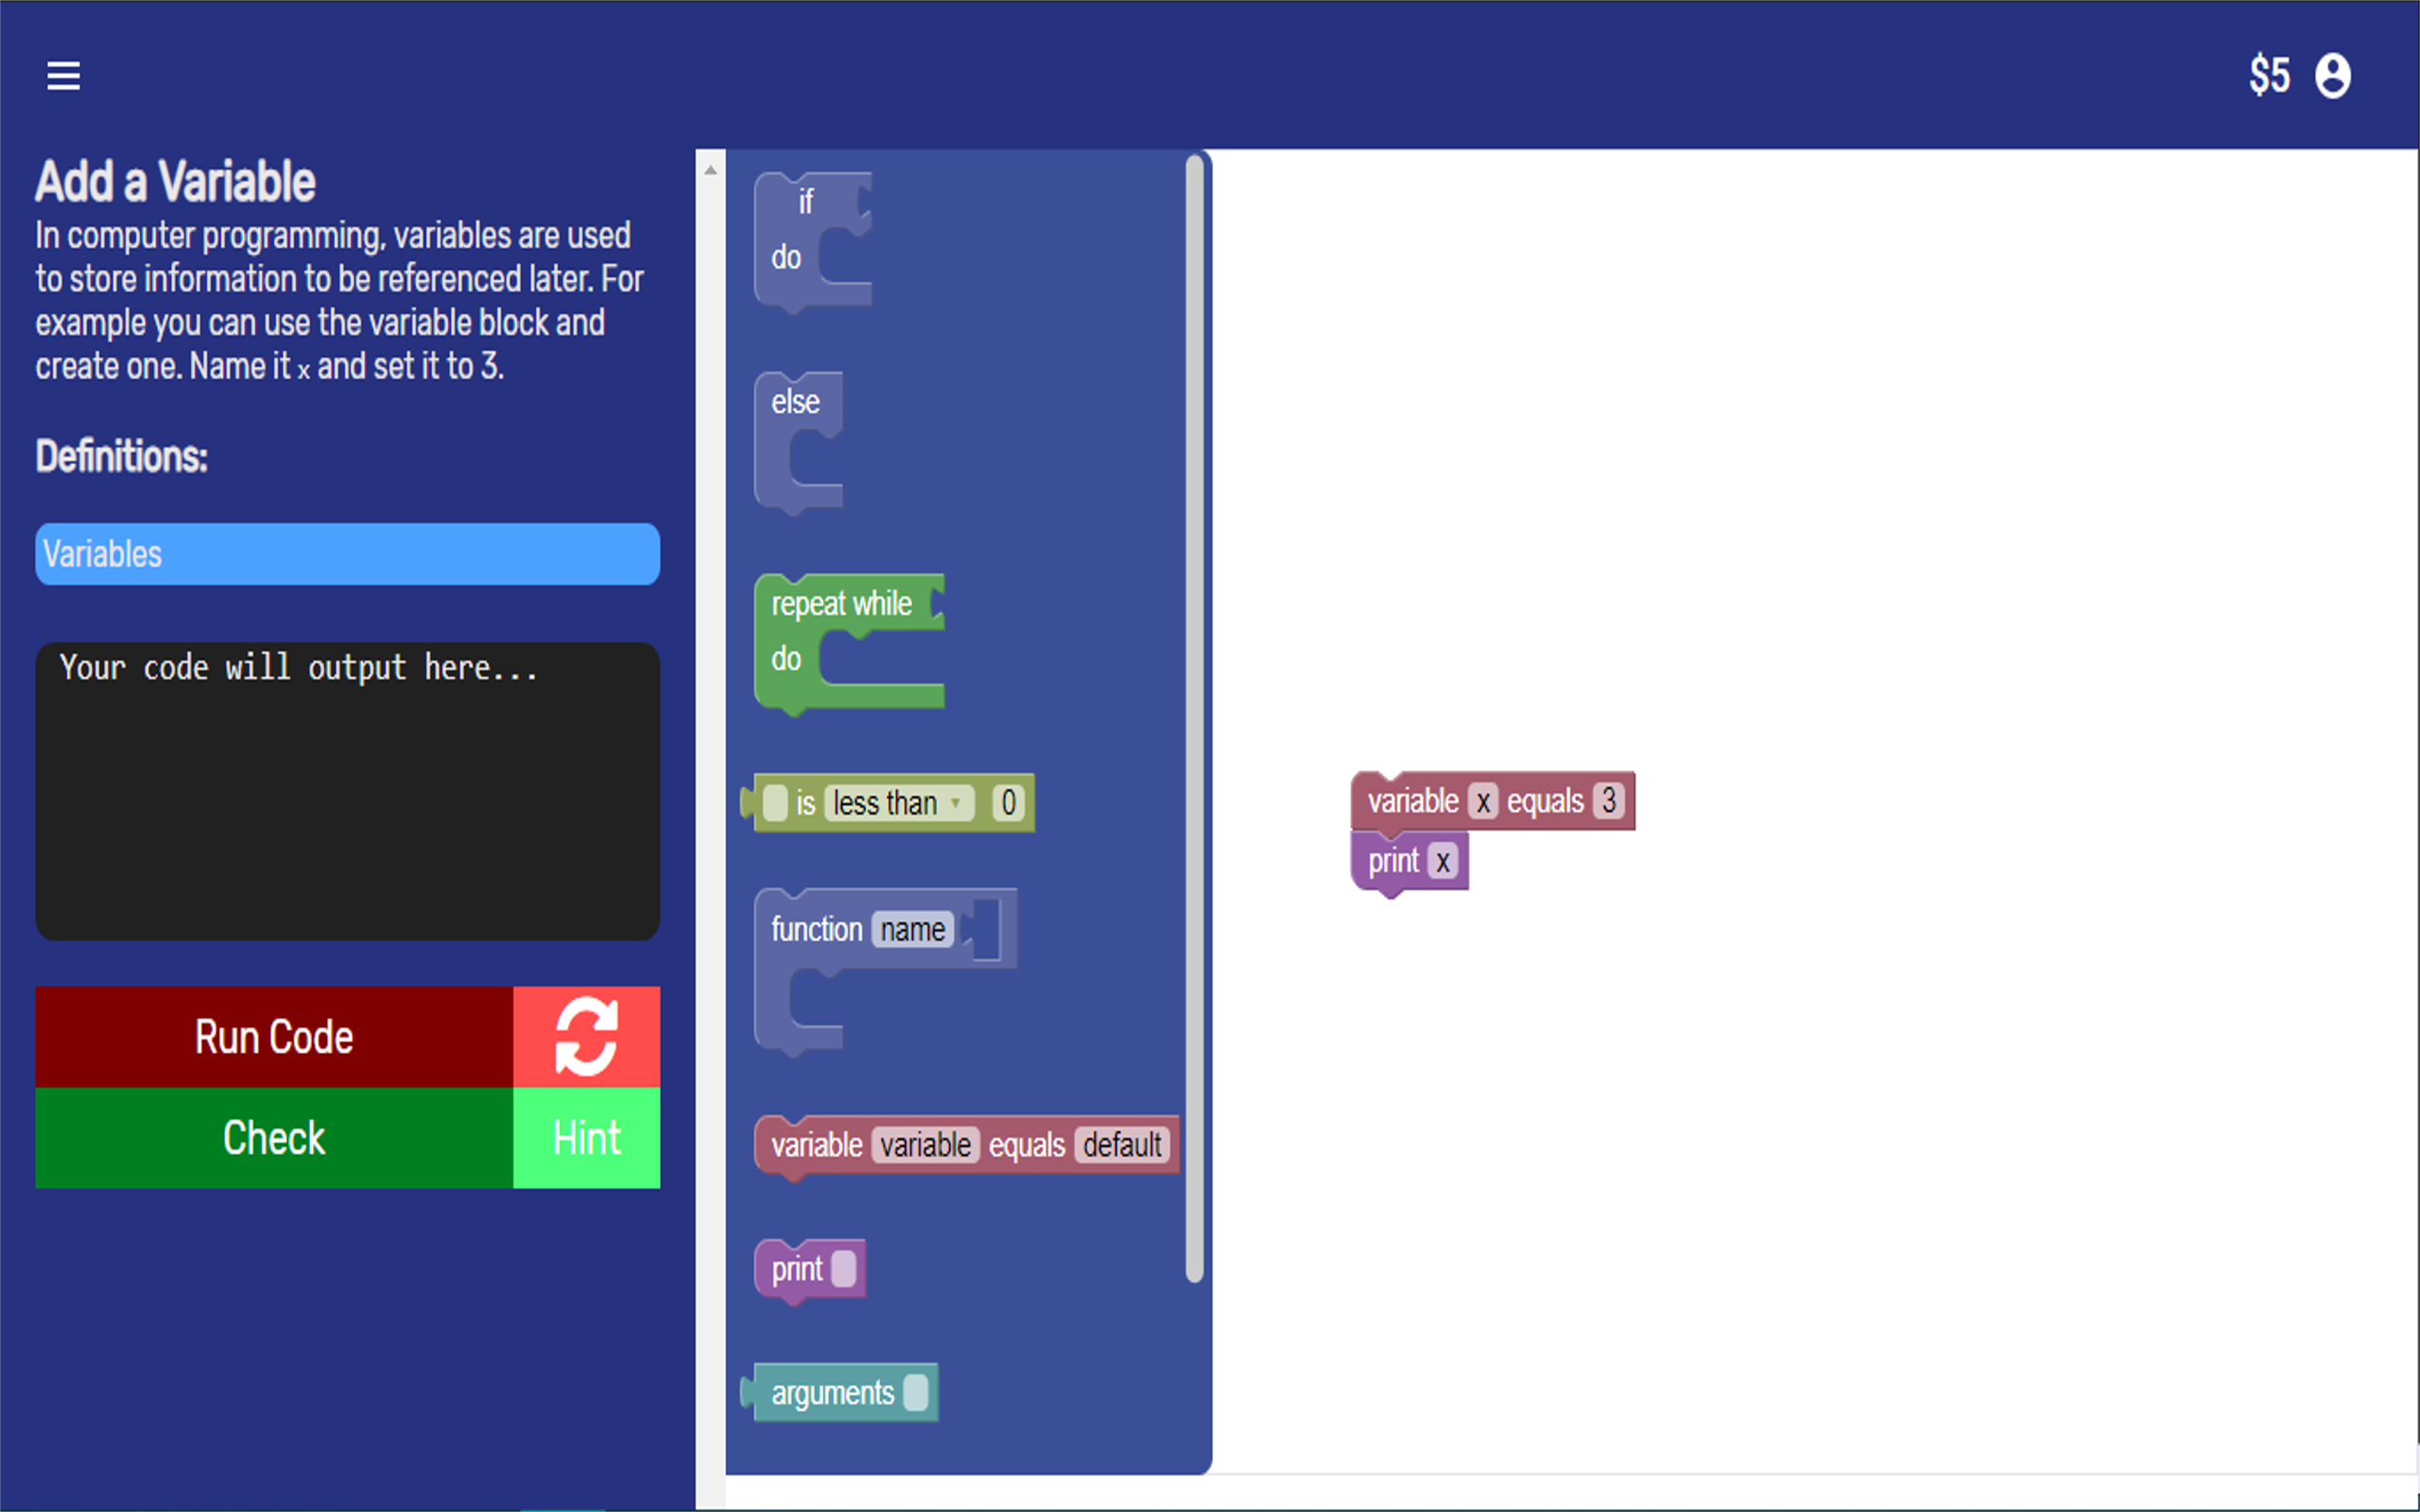 $5
Add a Variable
In computer programming, variables are used
to store information to be referenced later. For
example you can use the variable block and
create one. Name it x and set it to 3.
Definitions:
Variables
Your code will output here...
Run Code
Check
Hint
if
do
else
repeat while
do
is less than 0
function name
variable variable equals default
print
arguments
variable x equals 3
print x